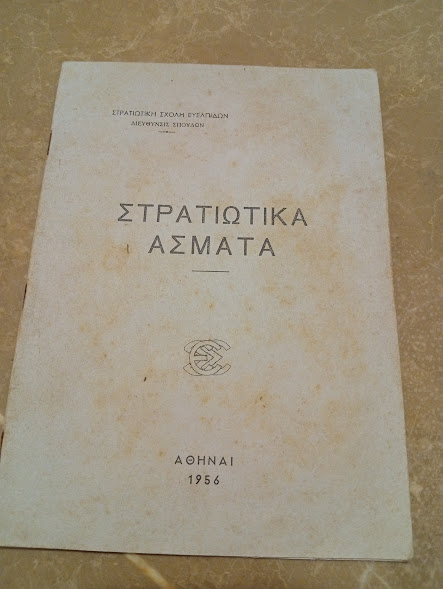 ΣΤΡΑΤΙΩΤΙΚΗ ΣΧΟΛΗ ΕΥΕΛΠΙΔΩΝ
ΔΙΕΥΘΥΝΣΙΣ ΣΠΟΥΔΩΝ
ΣΤΡΑΤΙΩΤΙΚΑ
ΑΣΜΑΤΑ
ΑΘΗΝΑΙ
1956